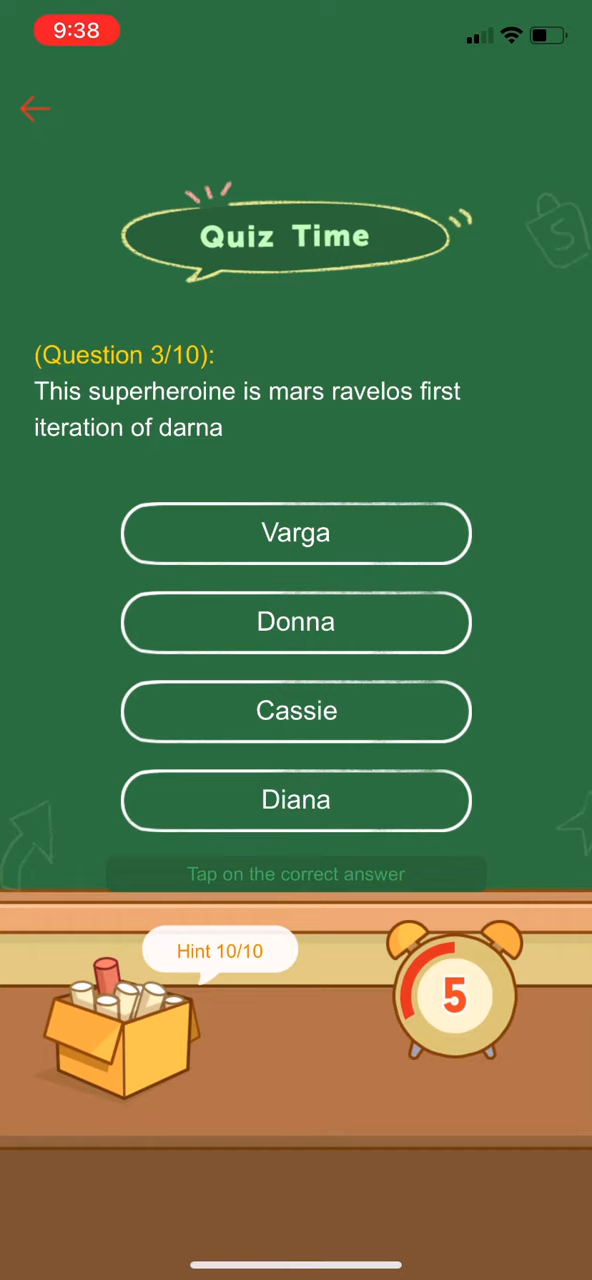 9:38
Quiz Time
(Question 3/10):
This superheroine is mars ravelos first
iteration of darna
Varga
Donna
Cassie
Diana
Tap on the correct answer
Hint 10/10
5
S